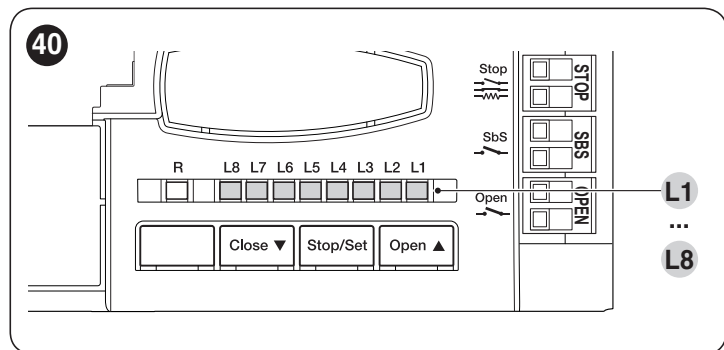 40
Stop
STOP
SbS
SBS
R L8 L7 L6 L5 L4 L3 L2 L1
Open
OPEN
L1
...
L8
Close ▼ Stop/Set Open ▲